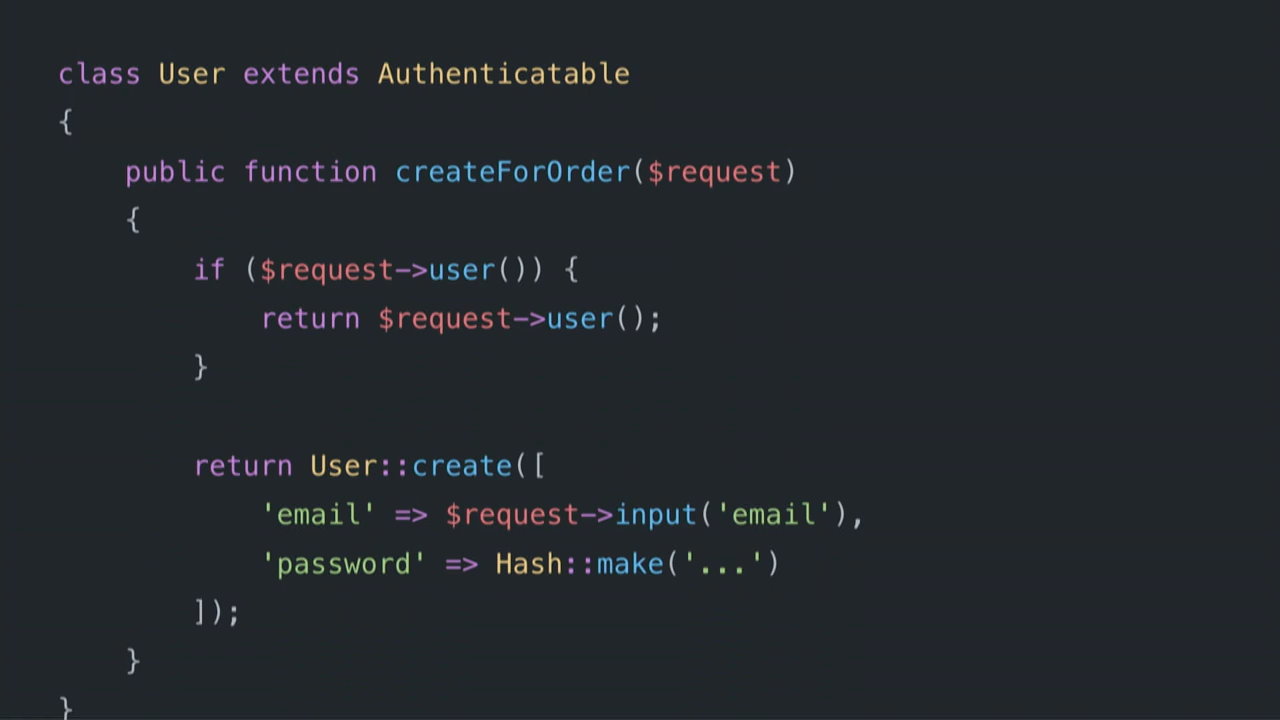 class User extends Authenticatable
{
    public function createForOrder($request)
    {
        if ($request->user()) {
            return $request->user();
        }

        return User::create([
            'email' => $request->input('email'),
            'password' => Hash::make('...')
        ]);
    }
}